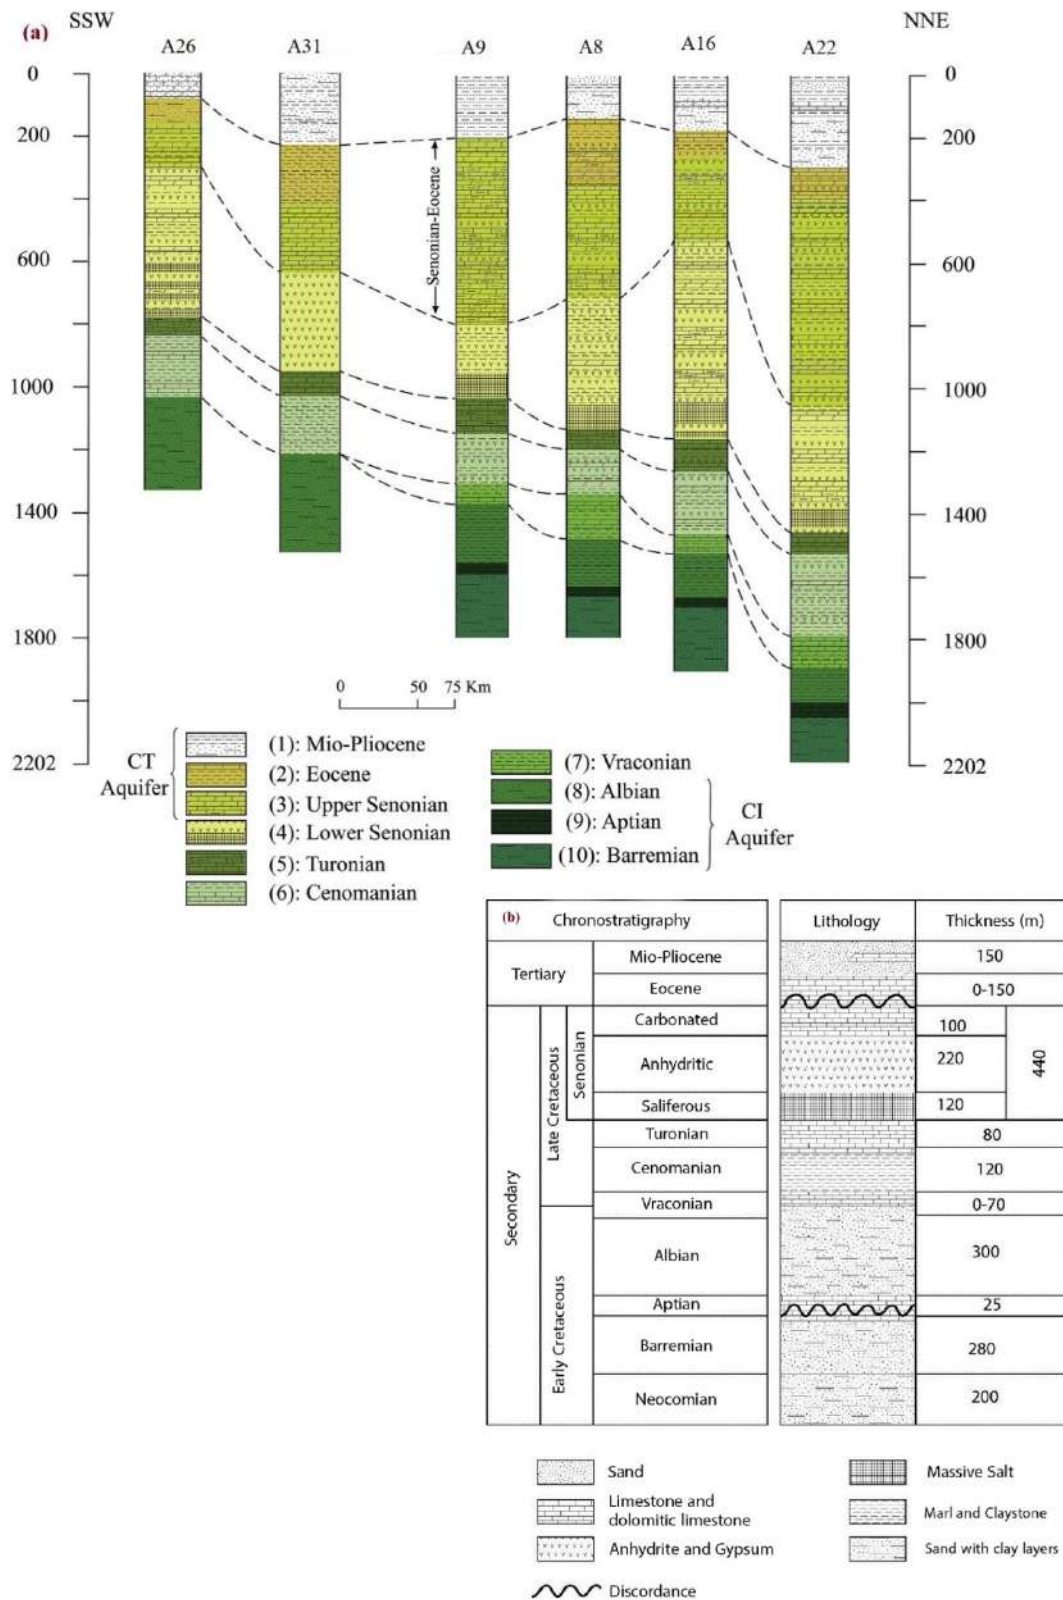 (a) SSW NNE
A26 A31 A9 A8 A16 A22
0 0
200 200
Senonian-Eocene
600 600
1000 1000
1400 1400
1800 1800
2202 2202
0 50 75 Km
CT Aquifer
(1): Mio-Pliocene
(2): Eocene
(3): Upper Senonian
(4): Lower Senonian
(5): Turonian
(6): Cenomanian
(7): Vraconian
(8): Albian
(9): Aptian
(10): Barremian
CI Aquifer
(b) Chronostratigraphy Lithology Thickness (m)
Tertiary
Mio-Pliocene 150
Eocene 0-150
Secondary
Late Cretaceous
Senonian
Carbonated 100
Anhydritic 220
440
Saliferous 120
Turonian 80
Cenomanian 120
Vraconian 0-70
Early Cretaceous
Albian 300
Aptian 25
Barremian 280
Neocomian 200
Sand
Limestone and
dolomitic limestone
Anhydrite and Gypsum
Massive Salt
Marl and Claystone
Sand with clay layers
Discordance